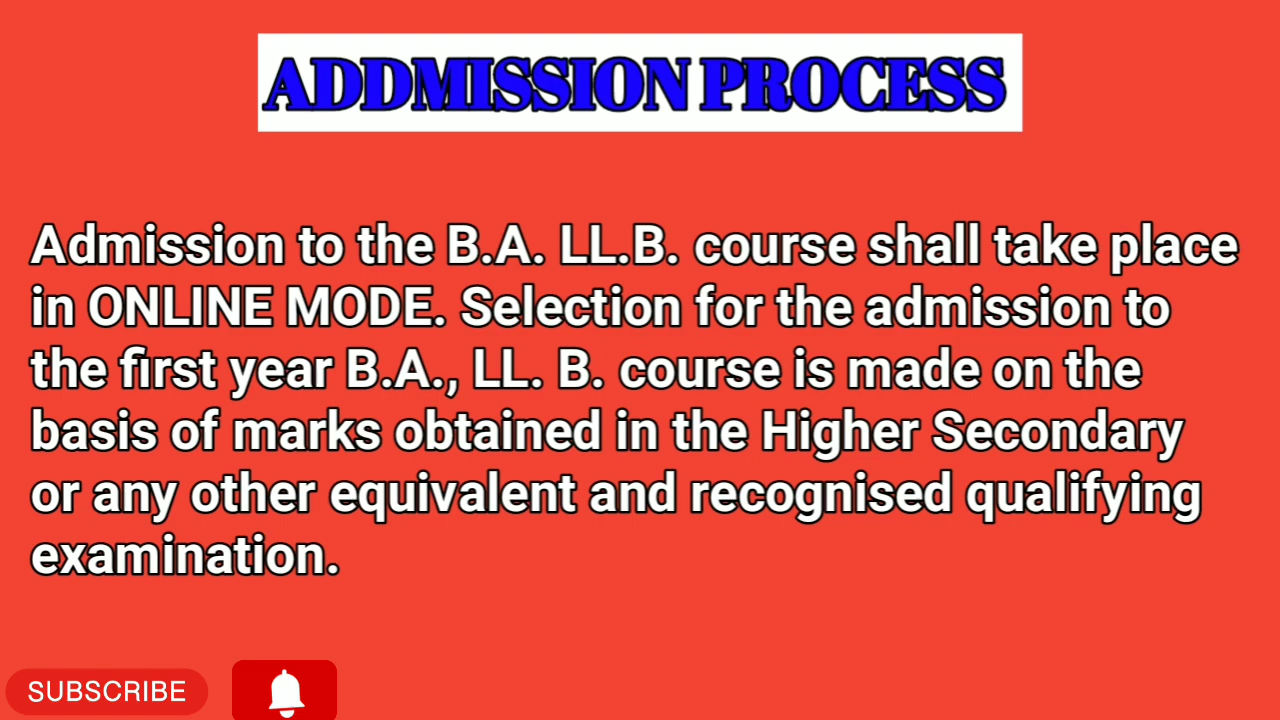 ADDMISSION PROCESS
Admission to the B.A. LL.B. course shall take place
in ONLINE MODE. Selection for the admission to
the first year B.A., LL. B. course is made on the
basis of marks obtained in the Higher Secondary
or any other equivalent and recognised qualifying
examination.
SUBSCRIBE